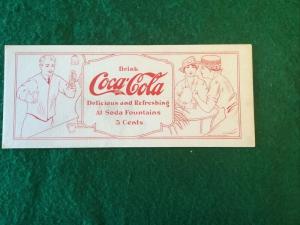 Drink
Coca-Cola
Delicious and Refreshing
At Soda Fountains
5 Cents